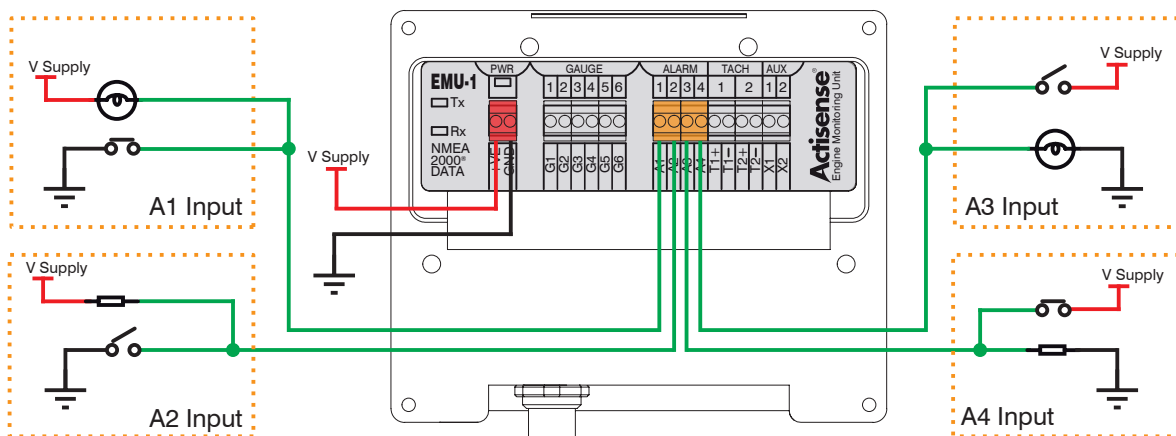 V Supply
A1 Input
V Supply
A2 Input
V Supply
EMU-1
Tx
Rx
NMEA
2000®
DATA
PWR
GAUGE
ALARM
TACH
AUX
1 2 3 4 5 6
1 2 3 4
1 2
1 2
+VE
GND
G1
G2
G3
G4
G5
G6
A1
A2
A3
A4
T1+
T1-
T2+
T2-
X1
X2
Actisense®
Engine Monitoring Unit
V Supply
A3 Input
V Supply
A4 Input